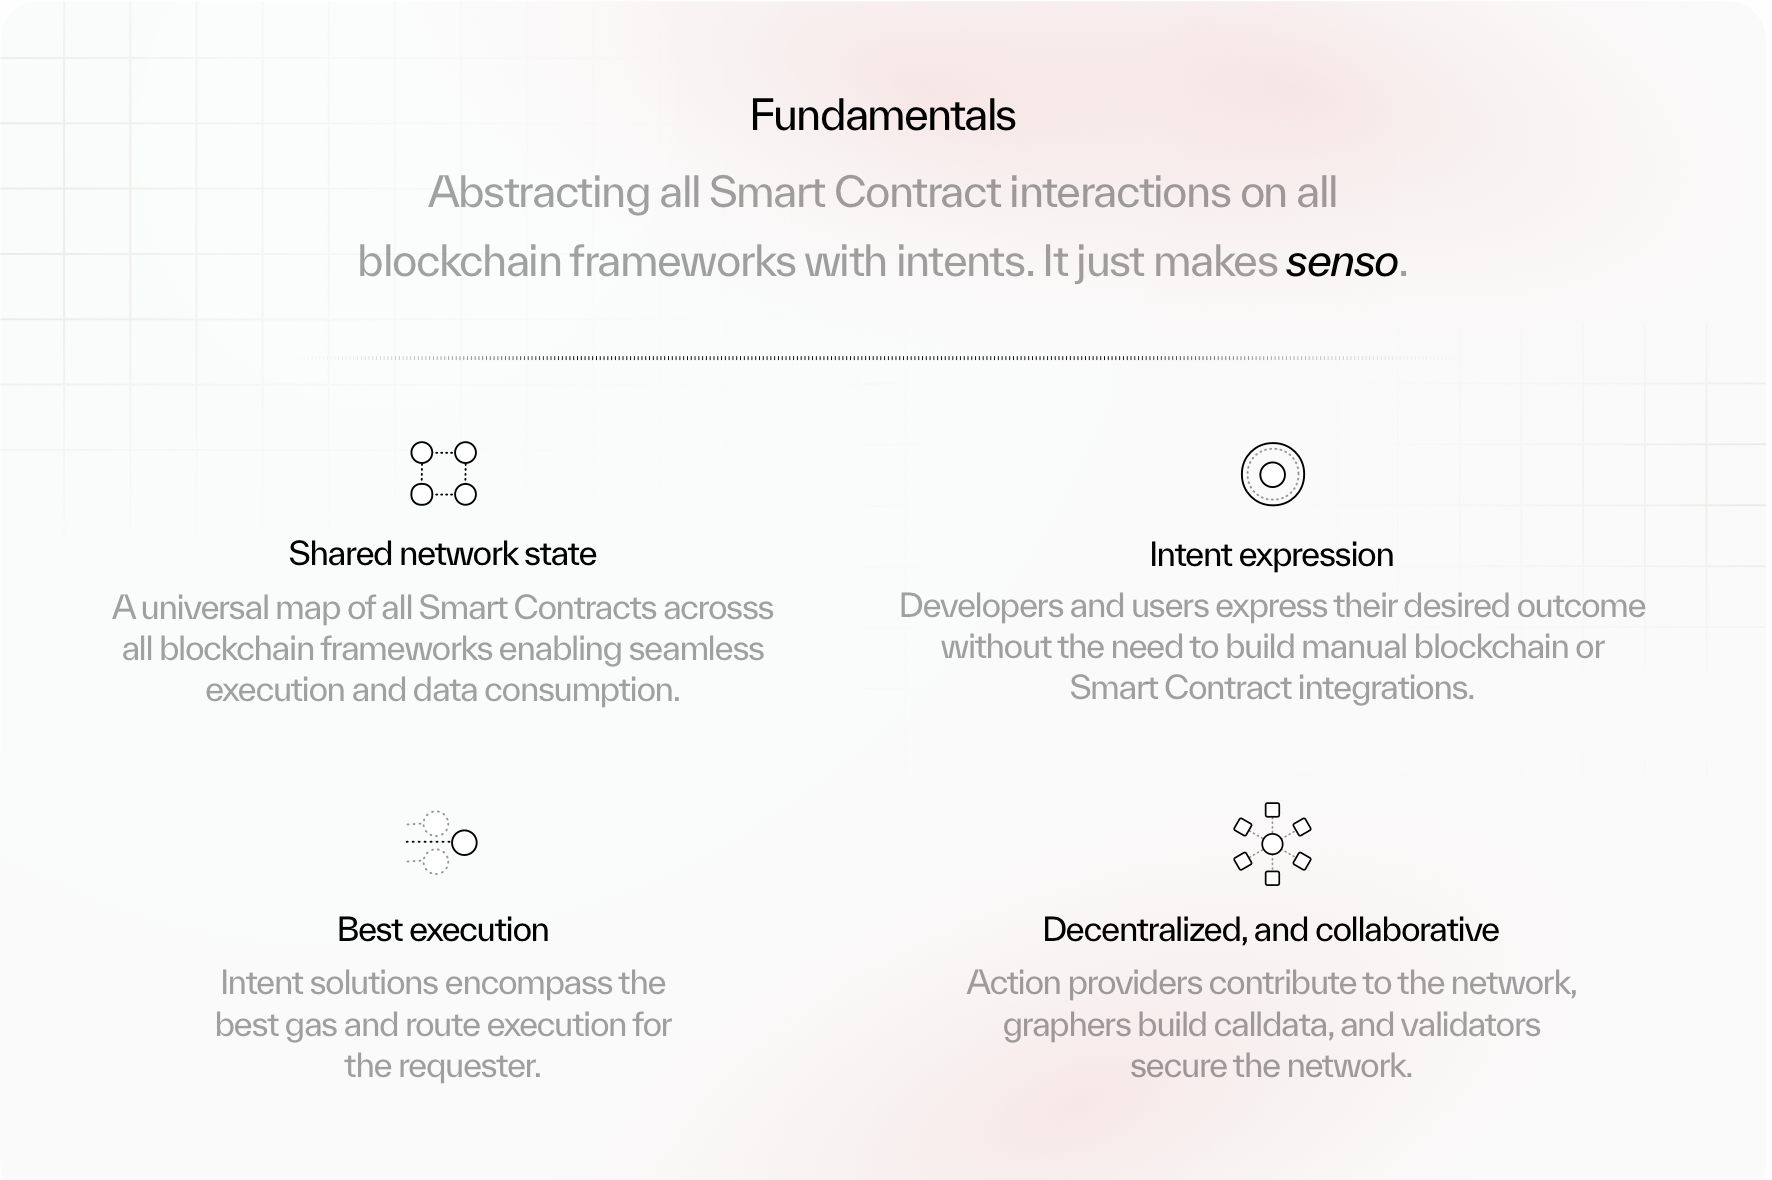 Fundamentals
Abstracting all Smart Contract interactions on all
blockchain frameworks with intents. It just makes senso.
Shared network state
A universal map of all Smart Contracts acrosss
all blockchain frameworks enabling seamless
execution and data consumption.
Intent expression
Developers and users express their desired outcome
without the need to build manual blockchain or
Smart Contract integrations.
Best execution
Intent solutions encompass the
best gas and route execution for
the requester.
Decentralized, and collaborative
Action providers contribute to the network,
graphers build calldata, and validators
secure the network.